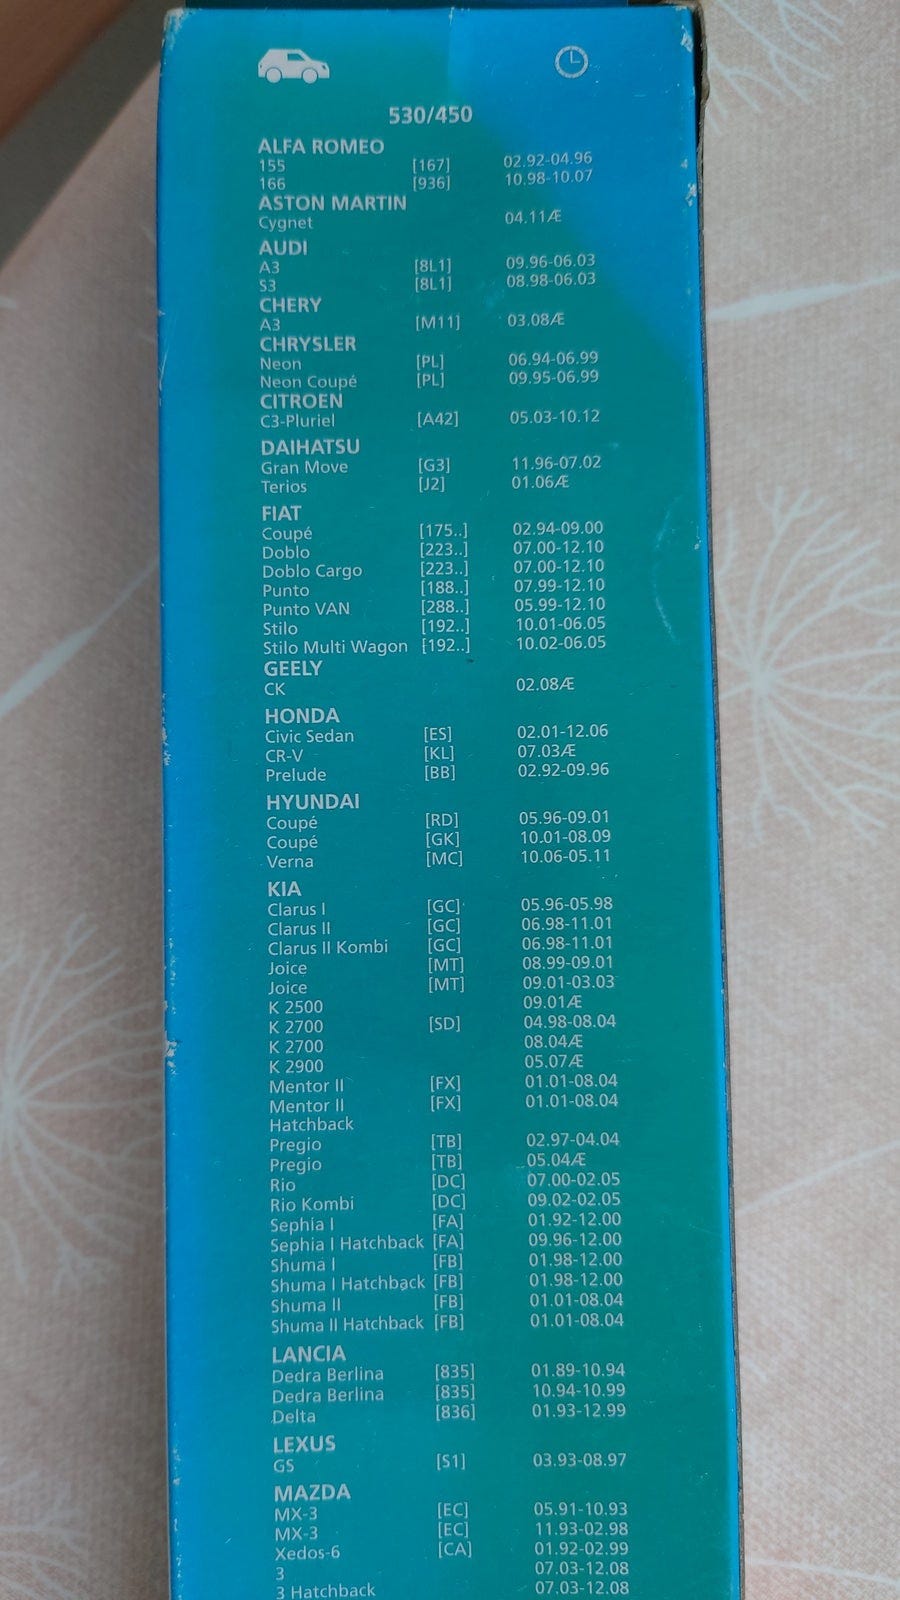 530/450
ALFA ROMEO
155 [167] 02.92-04.96
166 [936] 10.98-10.07
ASTON MARTIN
Cygnet 04.11Æ
AUDI
A3 [8L1] 09.96-06.03
S3 [8L1] 08.98-06.03
CHERY
A3 [M11] 03.08Æ
CHRYSLER
Neon [PL] 06.94-06.99
Neon Coupé [PL] 09.95-06.99
CITROEN
C3-Pluriel [A42] 05.03-10.12
DAIHATSU
Gran Move [G3] 11.96-07.02
Terios [J2] 01.06Æ
FIAT
Coupé [175..] 02.94-09.00
Doblo [223..] 07.00-12.10
Doblo Cargo [223..] 07.00-12.10
Punto [188..] 07.99-12.10
Punto VAN [288..] 05.99-12.10
Stilo [192..] 10.01-06.05
Stilo Multi Wagon [192..] 10.02-06.05
GEELY
CK 02.08Æ
HONDA
Civic Sedan [ES] 02.01-12.06
CR-V [KL] 07.03Æ
Prelude [BB] 02.92-09.96
HYUNDAI
Coupé [RD] 05.96-09.01
Coupé [GK] 10.01-08.09
Verna [MC] 10.06-05.11
KIA
Clarus I [GC] 05.96-05.98
Clarus II [GC] 06.98-11.01
Clarus II Kombi [GC] 06.98-11.01
Joice [MT] 08.99-09.01
Joice [MT] 09.01-03.03
K 2500 09.01Æ
K 2700 [SD] 04.98-08.04
K 2700 08.04Æ
K 2900 05.07Æ
Mentor II [FX] 01.01-08.04
Mentor II [FX] 01.01-08.04
Hatchback
Pregio [TB] 02.97-04.04
Pregio [TB] 05.04Æ
Rio [DC] 07.00-02.05
Rio Kombi [DC] 09.02-02.05
Sephia I [FA] 01.92-12.00
Sephia I Hatchback [FA] 09.96-12.00
Shuma I [FB] 01.98-12.00
Shuma I Hatchback [FB] 01.98-12.00
Shuma II [FB] 01.01-08.04
Shuma II Hatchback [FB] 01.01-08.04
LANCIA
Dedra Berlina [835] 01.89-10.94
Dedra Berlina [835] 10.94-10.99
Delta [836] 01.93-12.99
LEXUS
GS [S1] 03.93-08.97
MAZDA
MX-3 [EC] 05.91-10.93
MX-3 [EC] 11.93-02.98
Xedos-6 [CA] 01.92-02.99
3 07.03-12.08
3 Hatchback 07.03-12.08